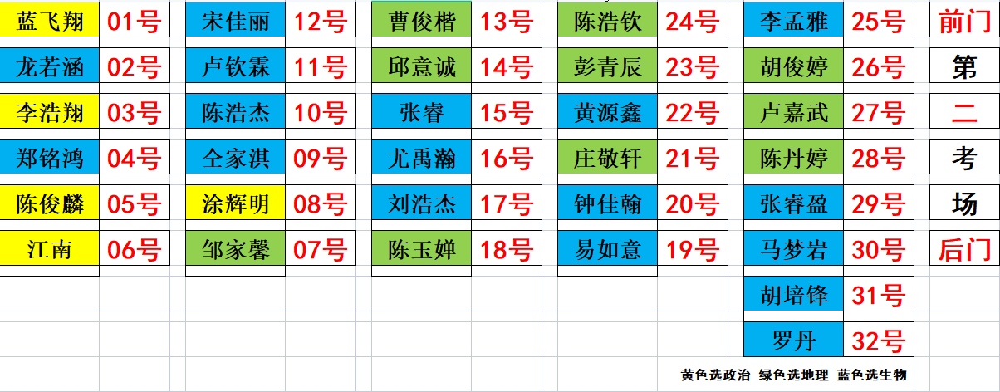 蓝飞翔 01号 宋佳丽 12号 曹俊楷 13号 陈浩钦 24号 李孟雅 25号 前门
龙若涵 02号 卢钦霖 11号 邱意诚 14号 彭青辰 23号 胡俊婷 26号 第
李浩翔 03号 陈浩杰 10号 张睿 15号 黄源鑫 22号 卢嘉武 27号 二
郑铭鸿 04号 仝家淇 09号 尤禹瀚 16号 庄敬轩 21号 陈丹婷 28号 考
陈俊麟 05号 涂辉明 08号 刘浩杰 17号 钟佳翰 20号 张睿盈 29号 场
江南 06号 邹家馨 07号 陈玉婵 18号 易如意 19号 马梦岩 30号 后门
胡培锋 31号
罗丹 32号
黄色选政治 绿色选地理 蓝色选生物